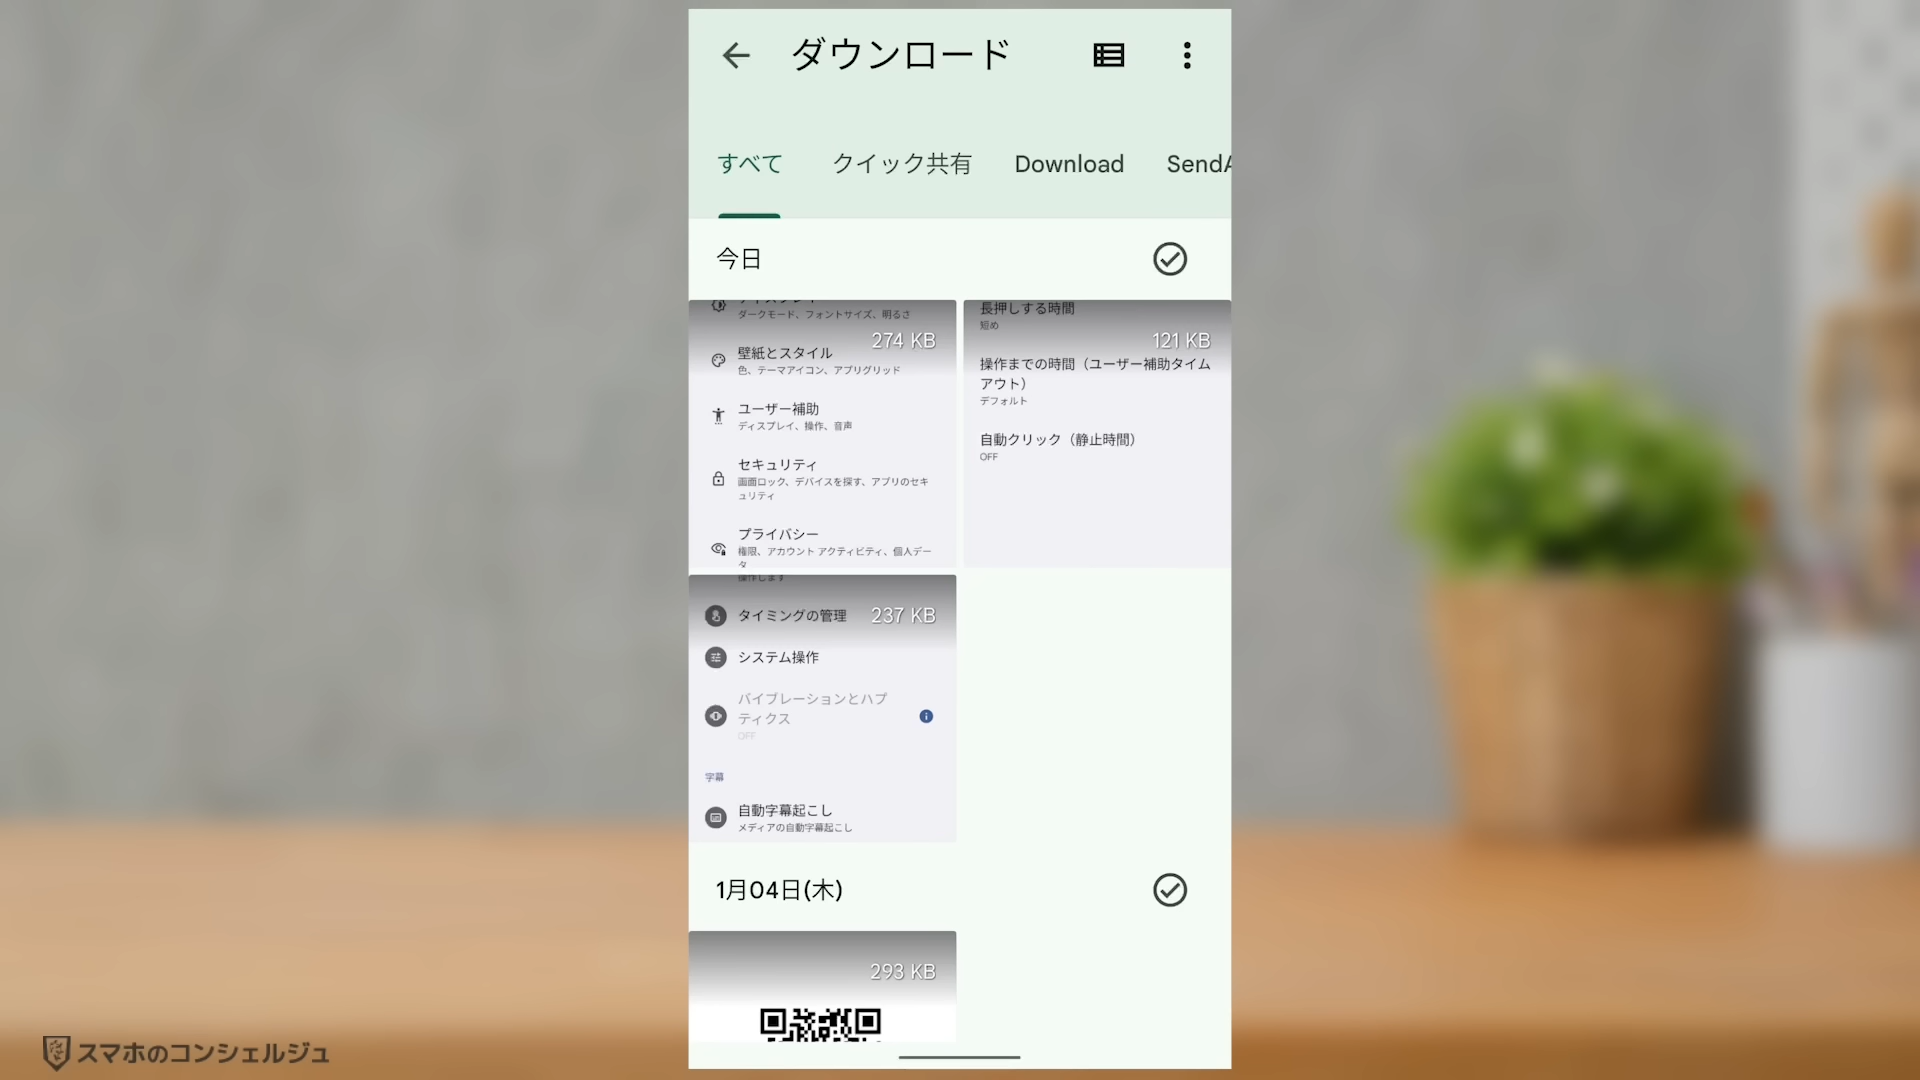 ダウンロード
すべて
クイック共有
Download
SendA
今日
ダークモード、フォントサイズ、明るさ
274 KB
壁紙とスタイル
色、テーマアイコン、アプリグリッド
ユーザー補助
ディスプレイ、操作、音声
セキュリティ
画面ロック、デバイスを探す、アプリのセキ
ュリティ
プライバシー
権限、アカウント アクティビティ、個人デー
タ
長押しする時間
短め
121 KB
操作までの時間（ユーザー補助タイム
アウト）
デフォルト
自動クリック（静止時間）
OFF
操作します
タイミングの管理
237 KB
システム操作
バイブレーションとハプ
ティクス
OFF
字幕
自動字幕起こし
メディアの自動字幕起こし
1月04日(木)
293 KB
スマホのコンシェルジュ